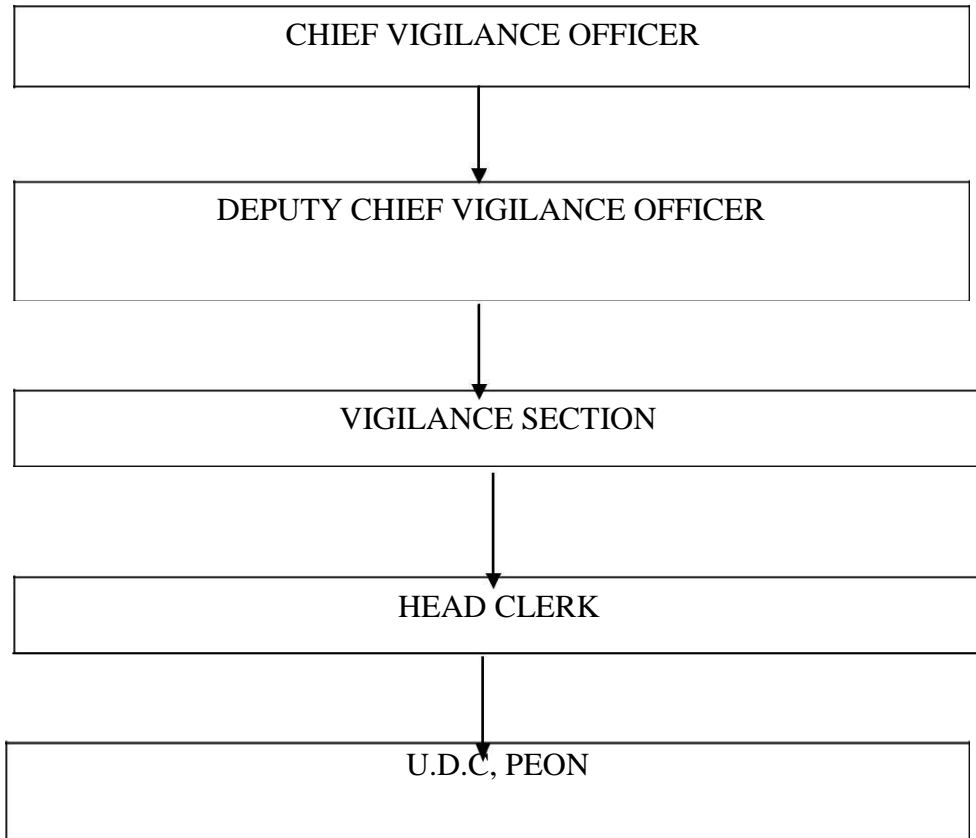 CHIEF VIGILANCE OFFICER
DEPUTY CHIEF VIGILANCE OFFICER
VIGILANCE SECTION
HEAD CLERK
U.D.C, PEON